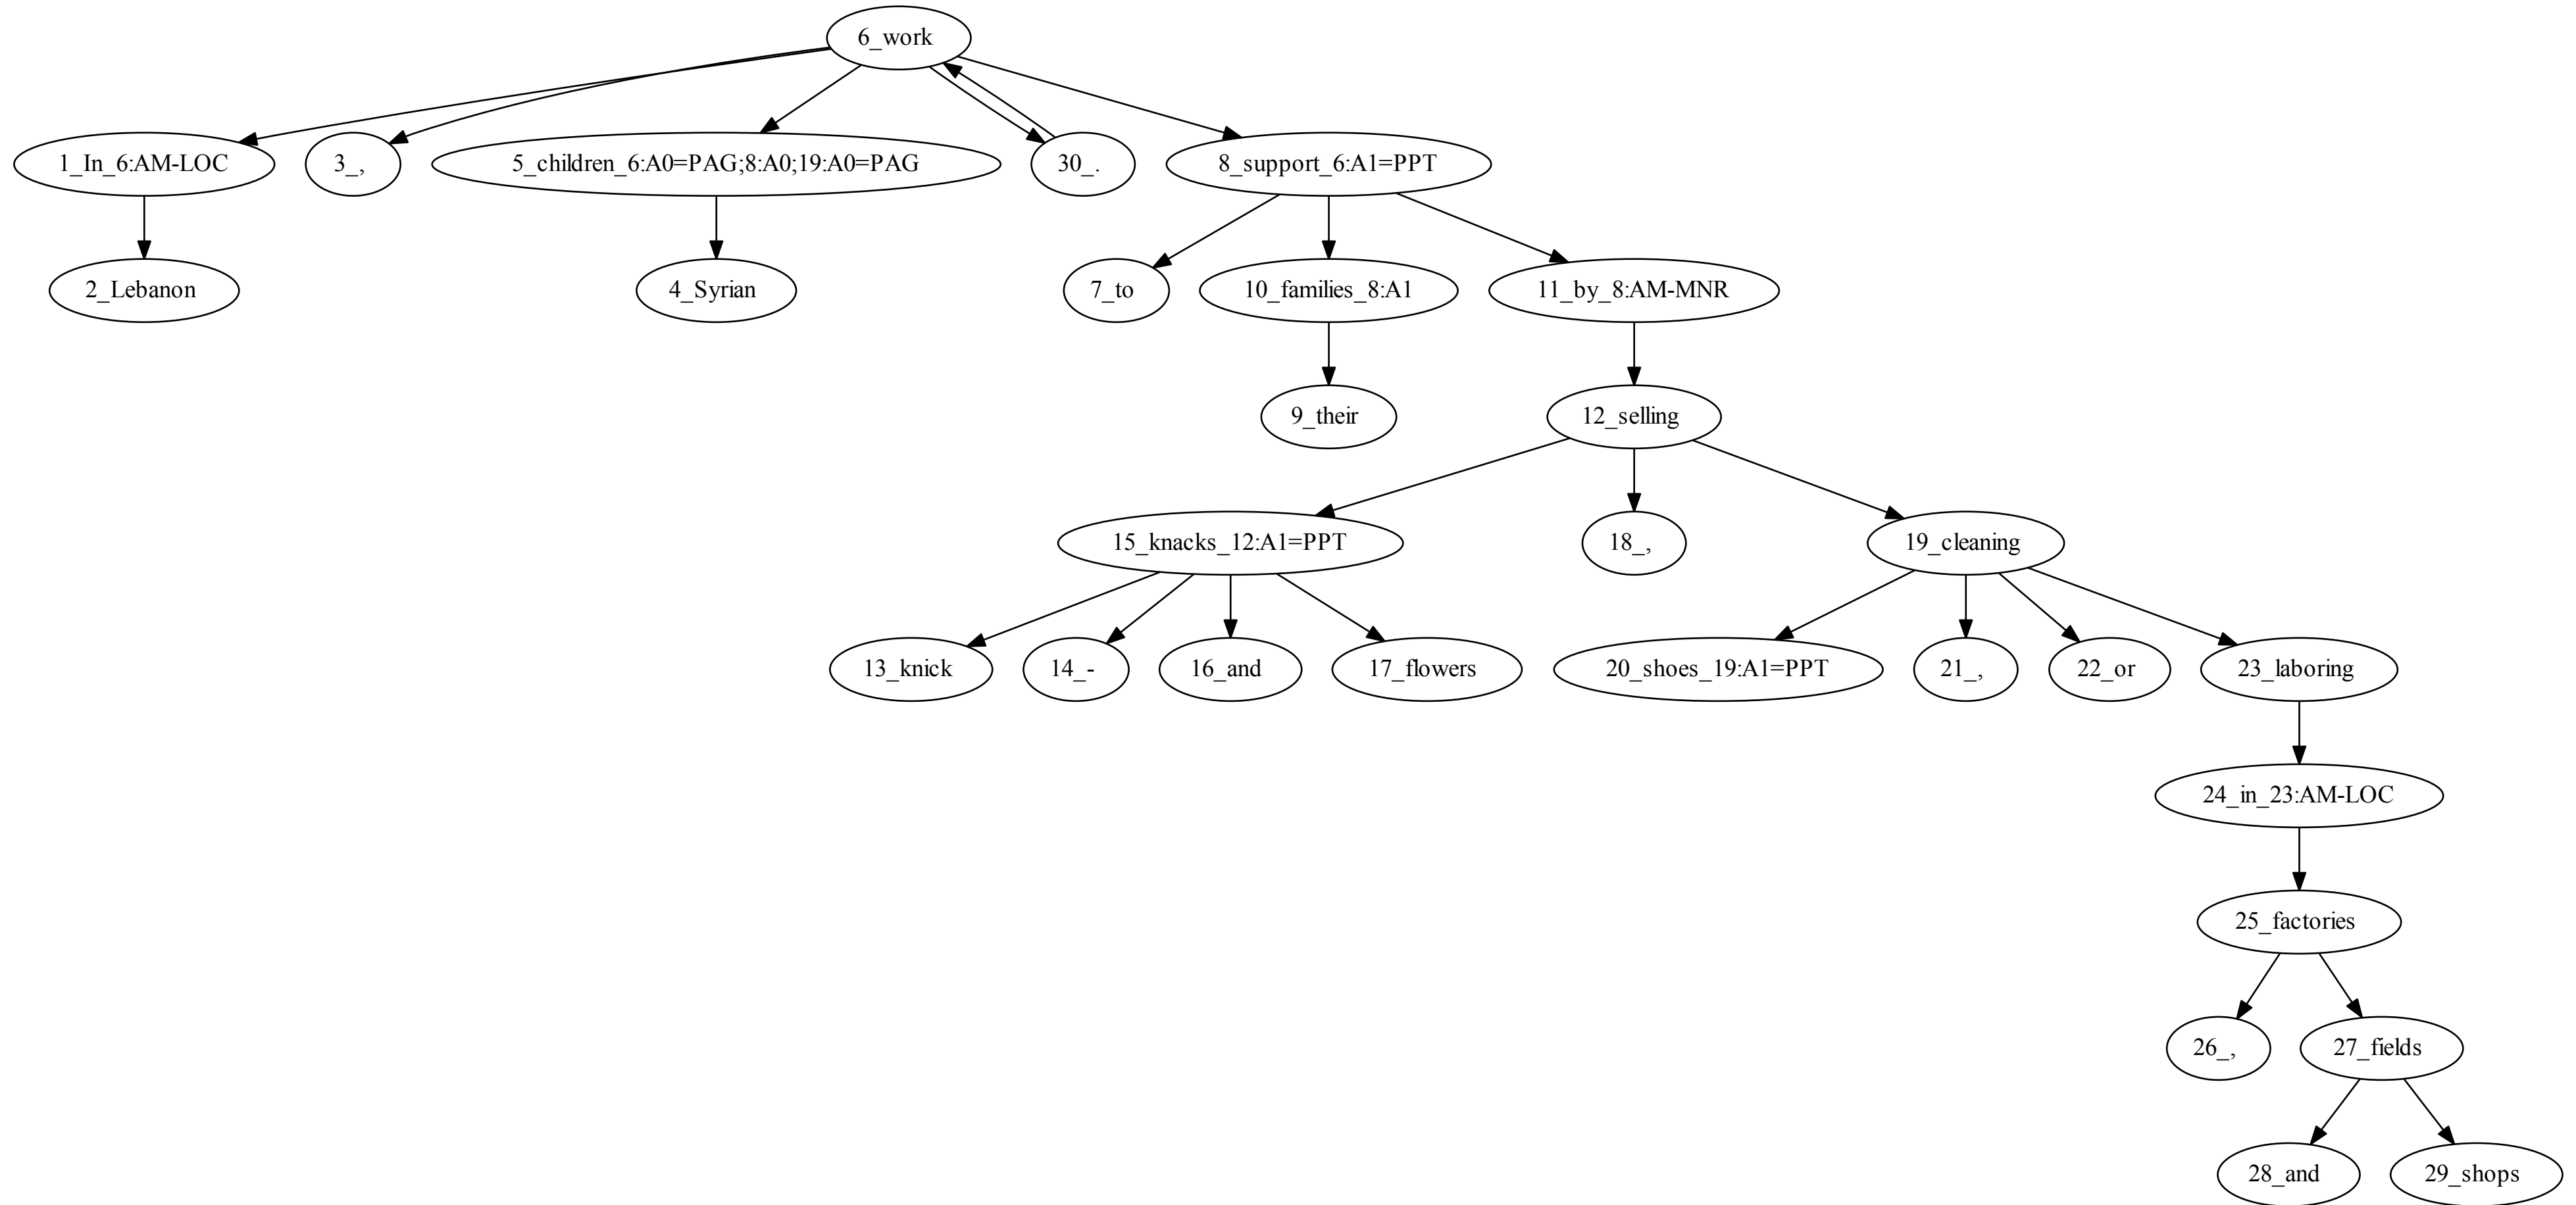 6_work
1_In_6:AM-LOC
3_,
5_children_6:A0=PAG;8:A0;19:A0=PAG
30_.
8_support_6:A1=PPT
2_Lebanon
4_Syrian
7_to
10_families_8:A1
11_by_8:AM-MNR
9_their
12_selling
15_knacks_12:A1=PPT
18_,
19_cleaning
13_knick
14_-
16_and
17_flowers
20_shoes_19:A1=PPT
21_,
22_or
23_laboring
24_in_23:AM-LOC
25_factories
26_,
27_fields
28_and
29_shops